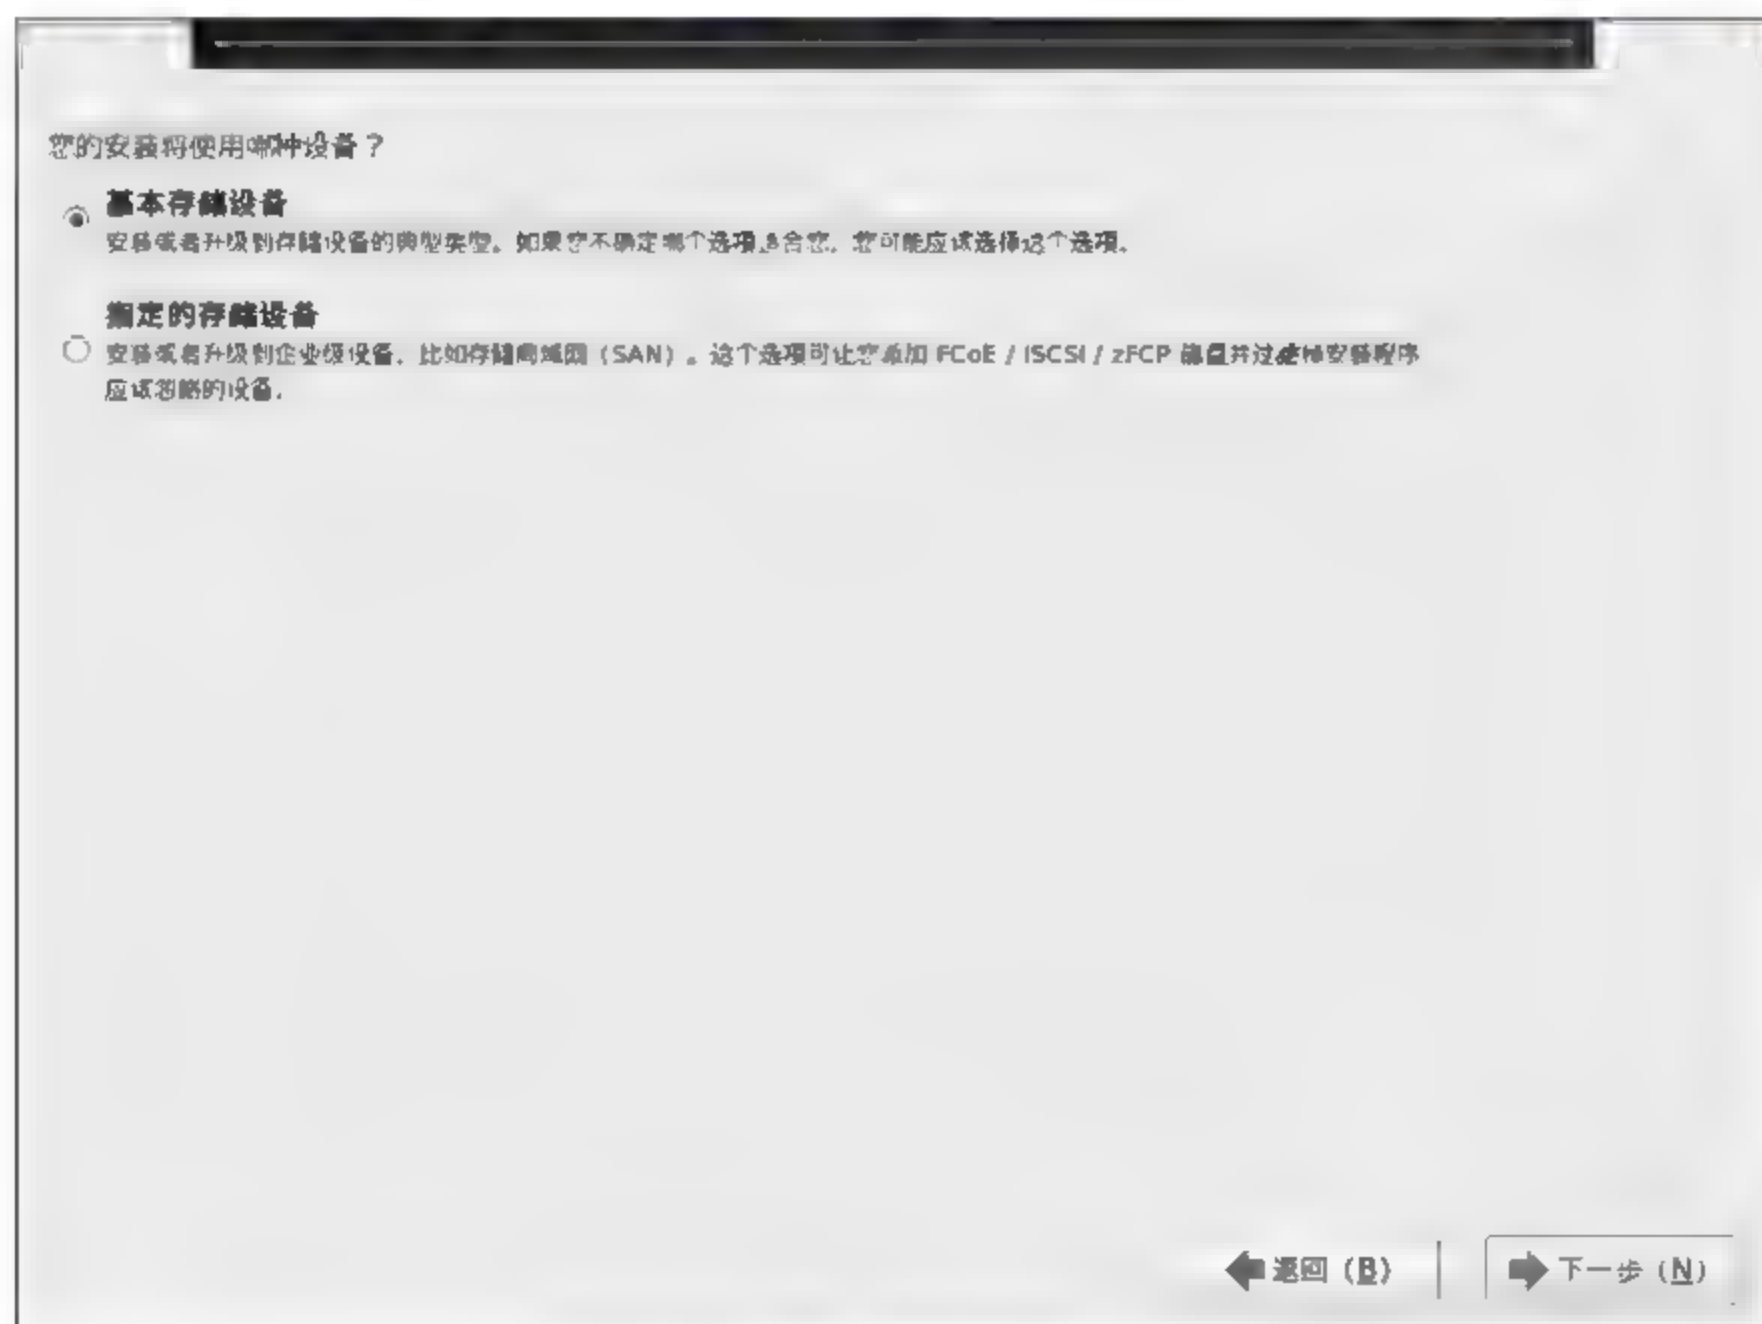 您的安装将使用哪种设备？
基本存储设备
安装或者升级到存储设备的典型类型。如果您不确定哪个选项适合您，您可能应该选择这个选项。
指定的存储设备
安装或者升级到企业级设备，比如存储局域网（SAN）。这个选项可让您添加 FCoE / iSCSI / zFCP 磁盘并过滤掉安装程序
应该忽略的设备。
返回（B）
下一步（N）